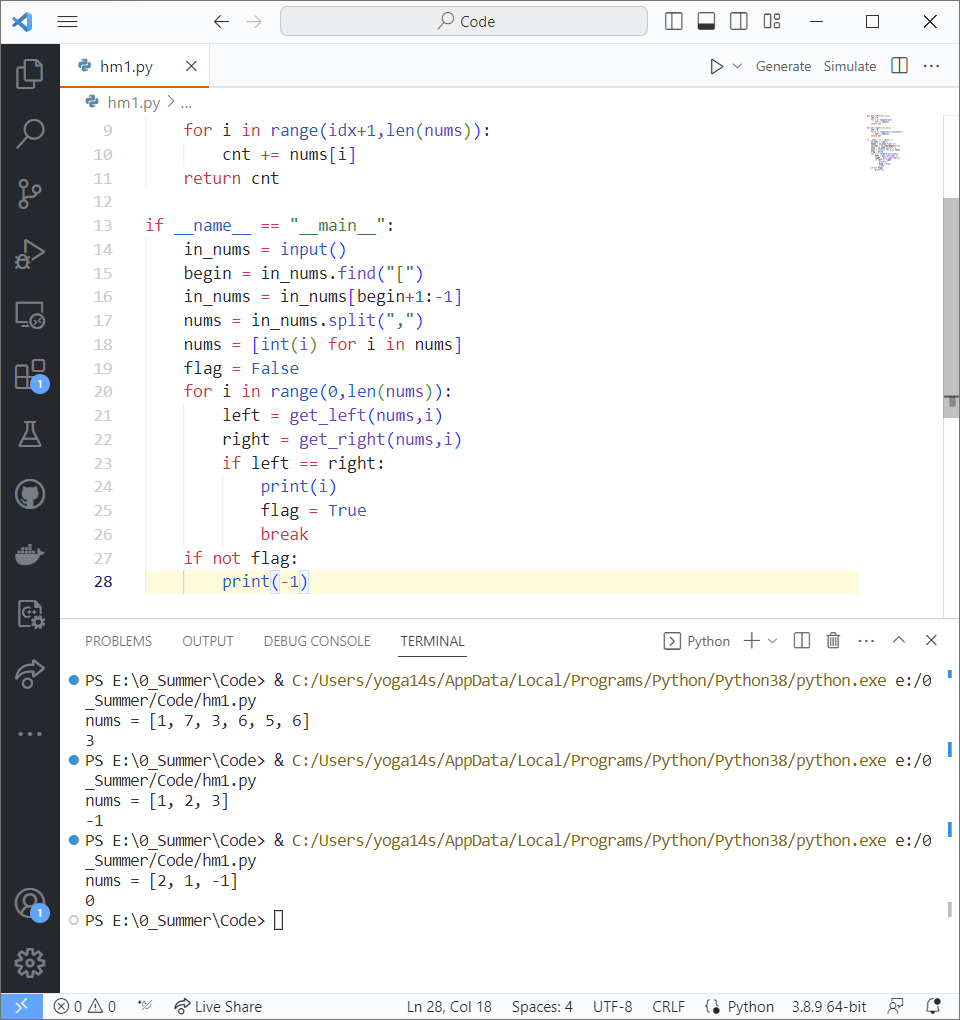 Code
hm1.py
Generate Simulate
hm1.py > ...
9 for i in range(idx+1,len(nums)):
10 cnt += nums[i]
11 return cnt
12
13 if __name__ == "__main__":
14 in_nums = input()
15 begin = in_nums.find("[")
16 in_nums = in_nums[begin+1:-1]
17 nums = in_nums.split(",")
18 nums = [int(i) for i in nums]
19 flag = False
20 for i in range(0,len(nums)):
21 left = get_left(nums,i)
22 right = get_right(nums,i)
23 if left == right:
24 print(i)
25 flag = True
26 break
27 if not flag:
28 print(-1)
PROBLEMS OUTPUT DEBUG CONSOLE TERMINAL Python
PS E:\0_Summer\Code> & C:/Users/yoga14s/AppData/Local/Programs/Python/Python38/python.exe e:/0
_Summer/Code/hm1.py
nums = [1, 7, 3, 6, 5, 6]
3
PS E:\0_Summer\Code> & C:/Users/yoga14s/AppData/Local/Programs/Python/Python38/python.exe e:/0
_Summer/Code/hm1.py
nums = [1, 2, 3]
-1
PS E:\0_Summer\Code> & C:/Users/yoga14s/AppData/Local/Programs/Python/Python38/python.exe e:/0
_Summer/Code/hm1.py
nums = [2, 1, -1]
0
PS E:\0_Summer\Code>
1
1
0 0 Live Share Ln 28, Col 18 Spaces: 4 UTF-8 CRLF Python 3.8.9 64-bit